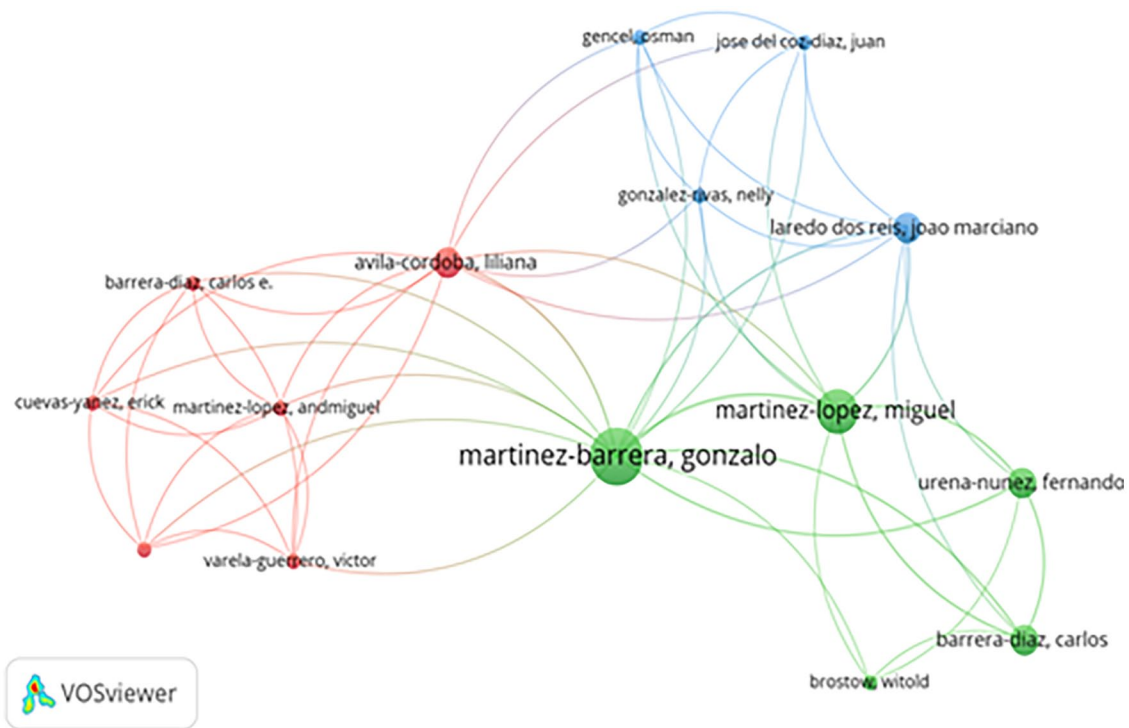 gencel, osman
jose del coz-diaz, juan
gonzalez-rivas, nelly
laredo dos reis, joao marciano
avila-cordoba, liliana
barrera-diaz, carlos e.
cuevas-yanez, erick
martinez-lopez, andmiguel
martinez-lopez, miguel
martinez-barrera, gonzalo
urena-nunez, fernando
varela-guerrero, victor
barrera-diaz, carlos
brostow, witold
VOSviewer